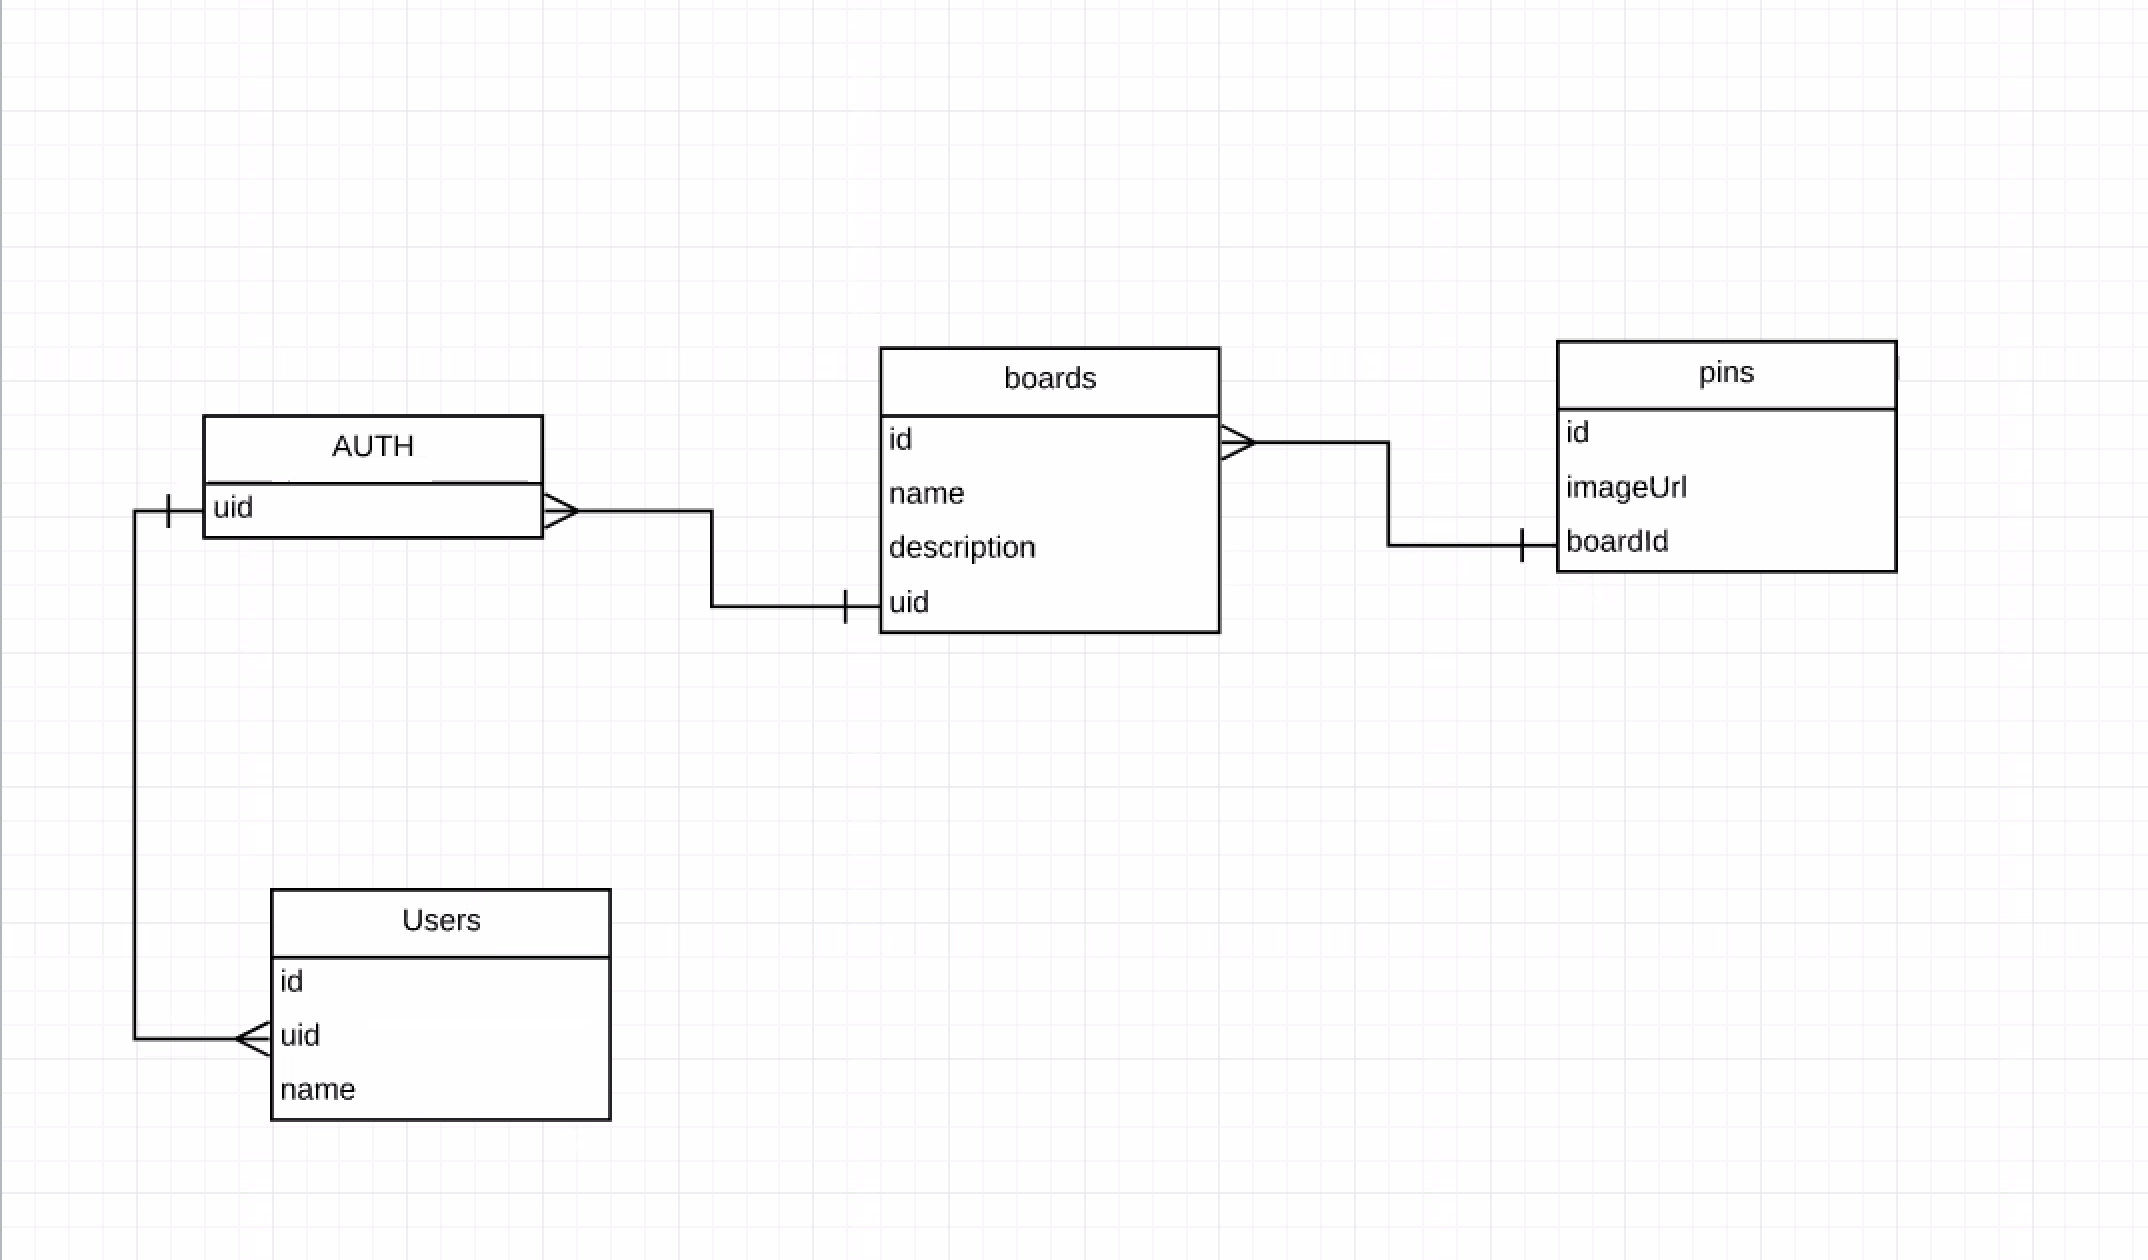 AUTH
uid
boards
id
name
description
uid
pins
id
imageUrl
boardId
Users
id
uid
name